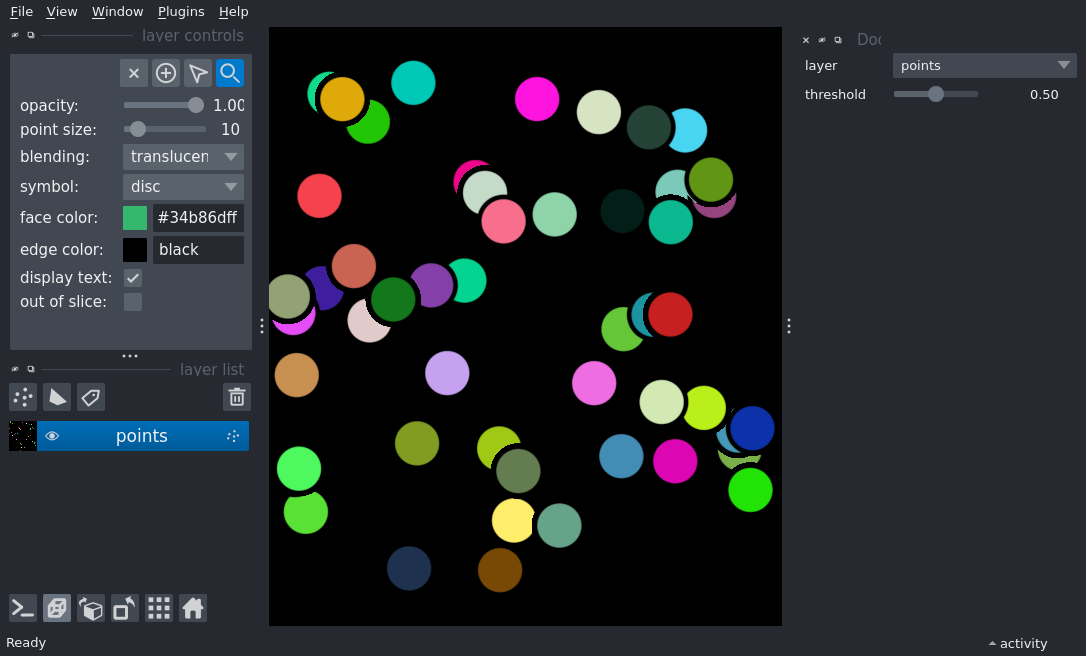 File View Window Plugins Help
layer controls
opacity: 1.00
point size: 10
blending: translucen
symbol: disc
face color: #34b86dff
edge color: black
display text:
out of slice:
layer list
points
Doc
layer points
threshold 0.50
Ready
activity